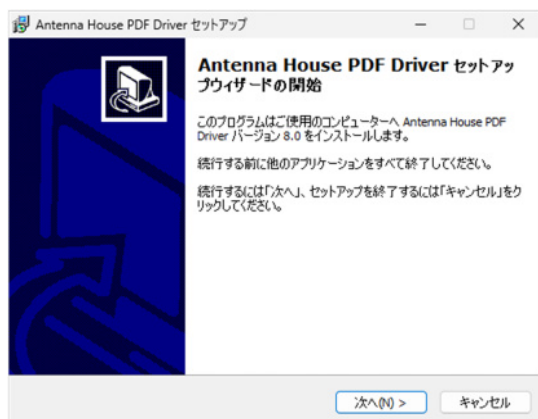 Antenna House PDF Driver セットアップ
Antenna House PDF Driver セットアッ
プウィザードの開始
このプログラムはご使用のコンピューターへ Antenna House PDF
Driver バージョン 8.0 をインストールします。
続行する前に他のアプリケーションをすべて終了してください。
続行するには「次へ」、セットアップを終了するには「キャンセル」をク
リックしてください。
次へ(N) >
キャンセル